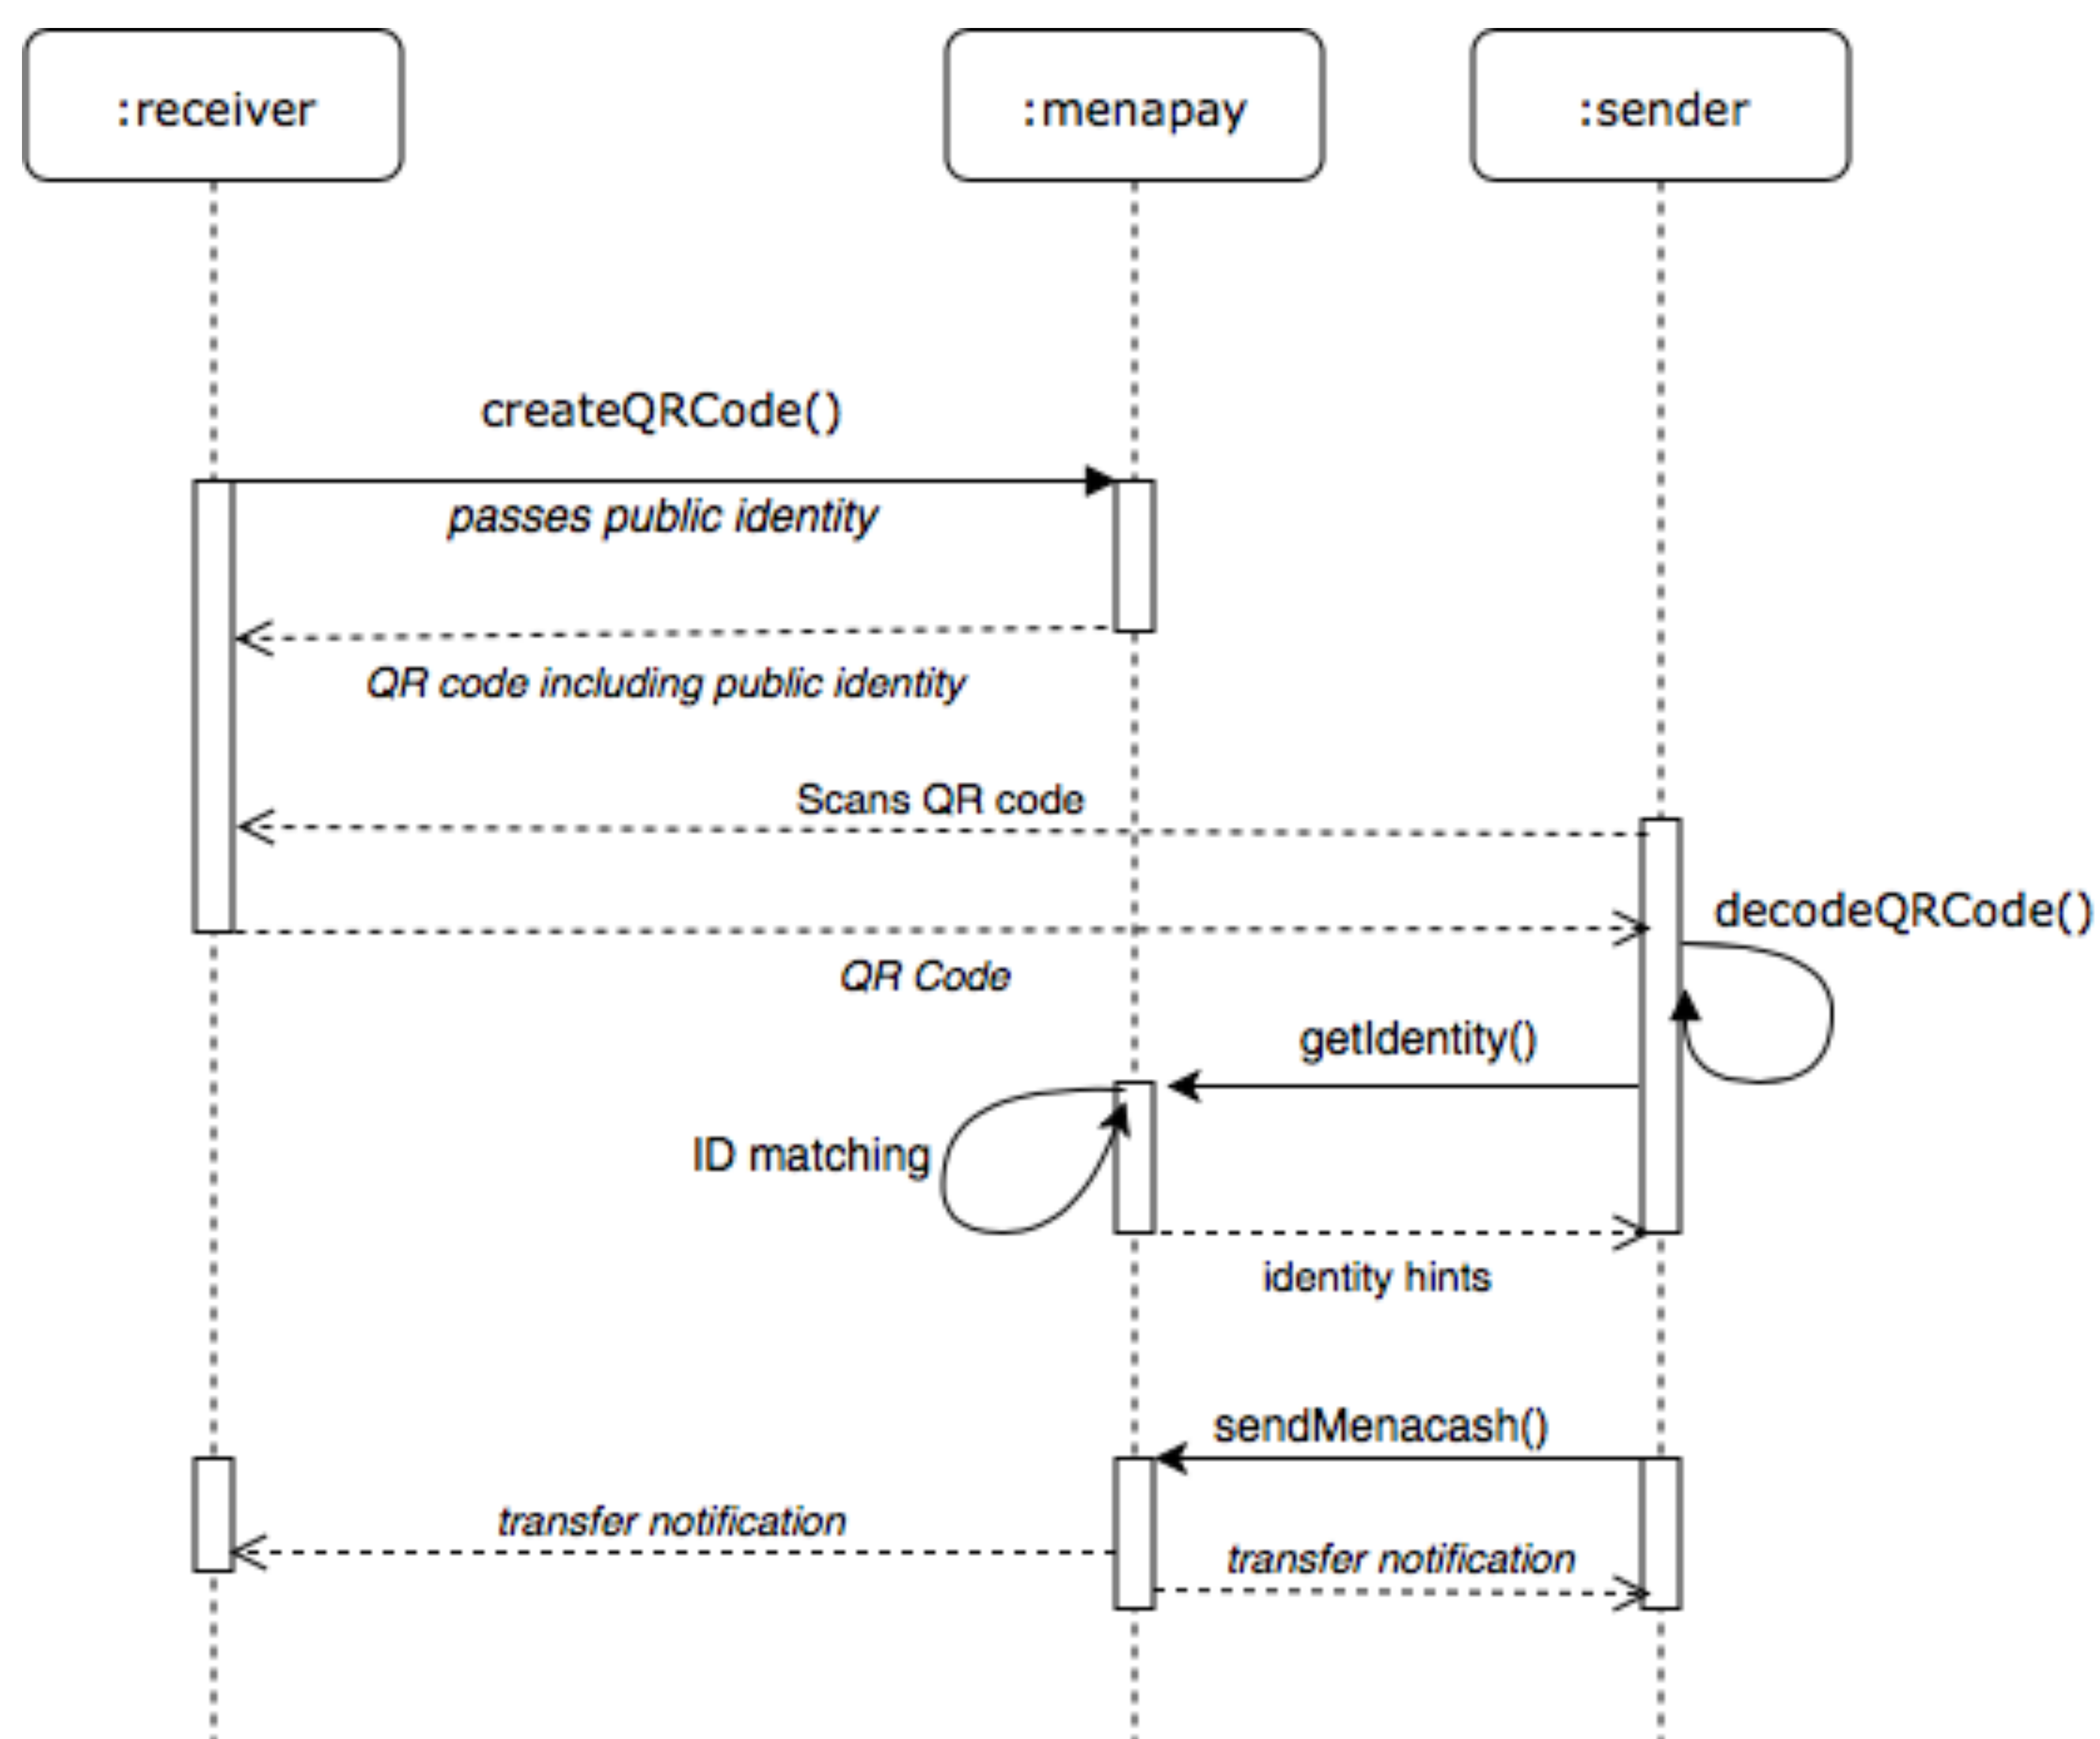 :receiver
:menapay
:sender
createQRCode()
passes public identity
QR code including public identity
Scans QR code
decodeQRCode()
QR Code
getIdentity()
ID matching
identity hints
sendMenacash()
transfer notification
transfer notification